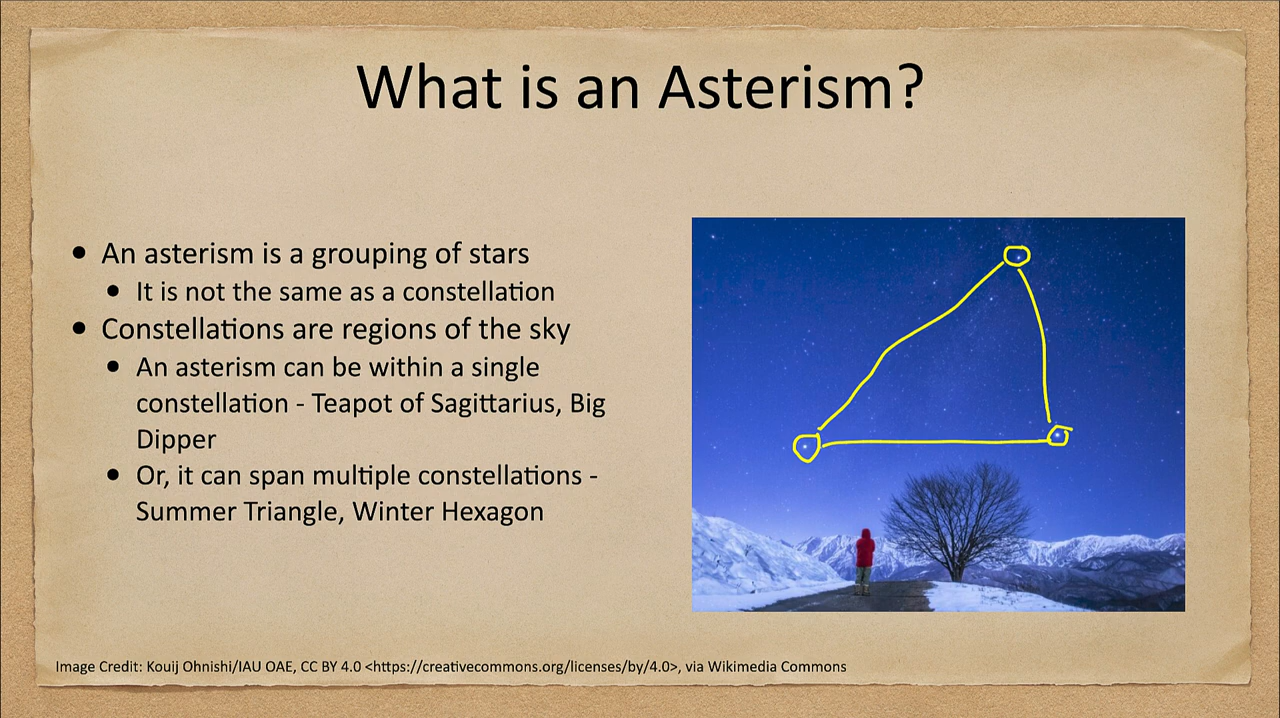 What is an Asterism?
• An asterism is a grouping of stars
• It is not the same as a constellation
• Constellations are regions of the sky
• An asterism can be within a single
constellation - Teapot of Sagittarius, Big
Dipper
• Or, it can span multiple constellations -
Summer Triangle, Winter Hexagon
Image Credit: Kouij Ohnishi/IAU OAE, CC BY 4.0 <https://creativecommons.org/licenses/by/4.0>, via Wikimedia Commons